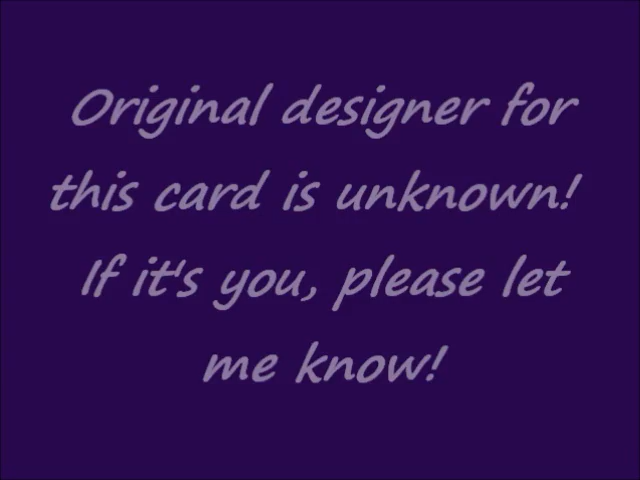 Original designer for
this card is unknown!
If it's you, please let
me know!